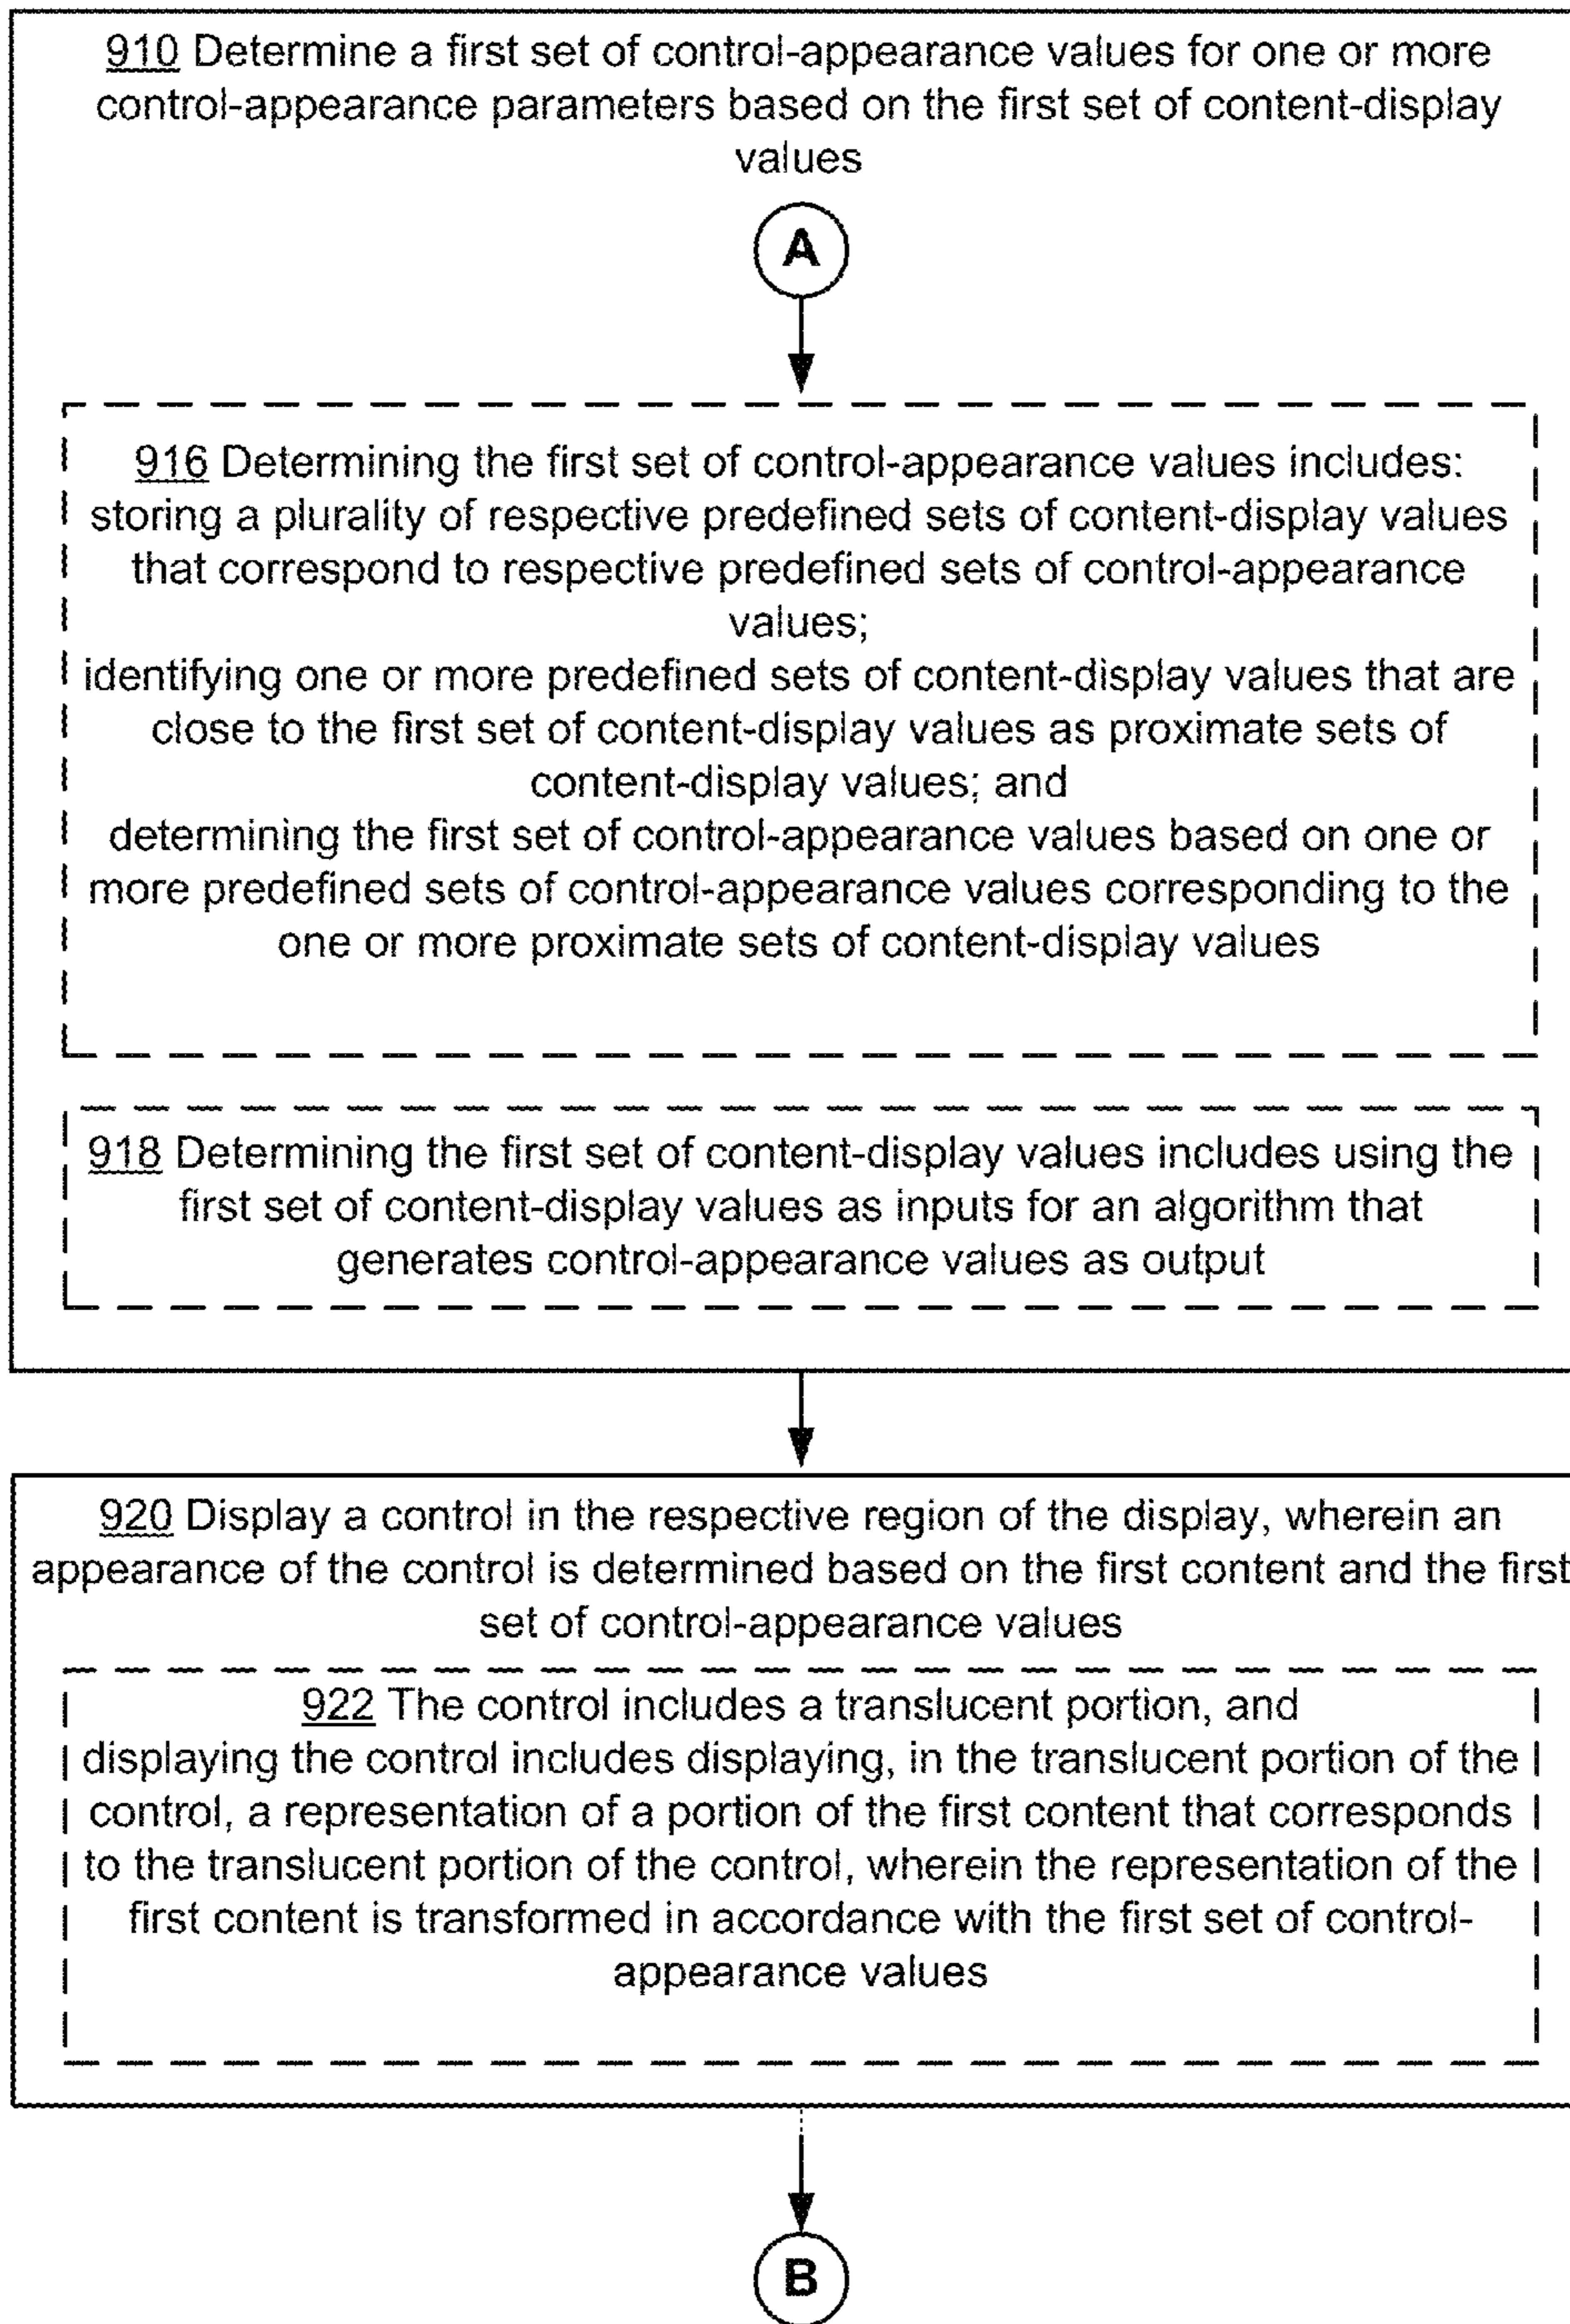 910 Determine a first set of control-appearance values for one or more
control-appearance parameters based on the first set of content-display
values
A
916 Determining the first set of control-appearance values includes:
storing a plurality of respective predefined sets of content-display values
that correspond to respective predefined sets of control-appearance
values;
identifying one or more predefined sets of content-display values that are
close to the first set of content-display values as proximate sets of
content-display values; and
determining the first set of control-appearance values based on one or
more predefined sets of control-appearance values corresponding to the
one or more proximate sets of content-display values
918 Determining the first set of content-display values includes using the
first set of content-display values as inputs for an algorithm that
generates control-appearance values as output
920 Display a control in the respective region of the display, wherein an
appearance of the control is determined based on the first content and the first
set of control-appearance values
922 The control includes a translucent portion, and
displaying the control includes displaying, in the translucent portion of the
control, a representation of a portion of the first content that corresponds
to the translucent portion of the control, wherein the representation of the
first content is transformed in accordance with the first set of control-
appearance values
B